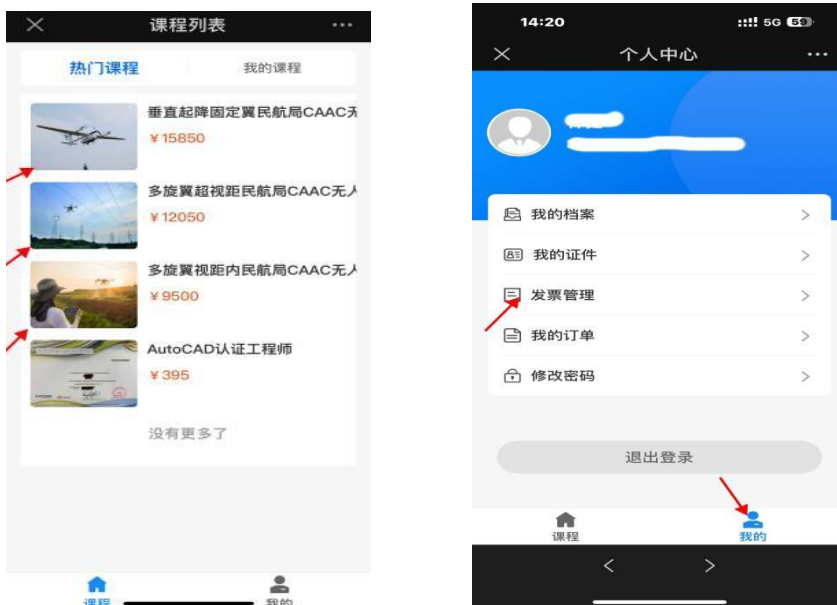 课程列表
热门课程 我的课程
垂直起降固定翼民航局CAAC
¥15850
多旋翼超视距民航局CAAC无
¥12050
多旋翼视距内民航局CAAC无
¥9500
AutoCAD认证工程师
¥395
没有更多了
课程 我的
14:20 5G 59
个人中心
我的档案
我的证件
发票管理
我的订单
修改密码
退出登录
课程 我的